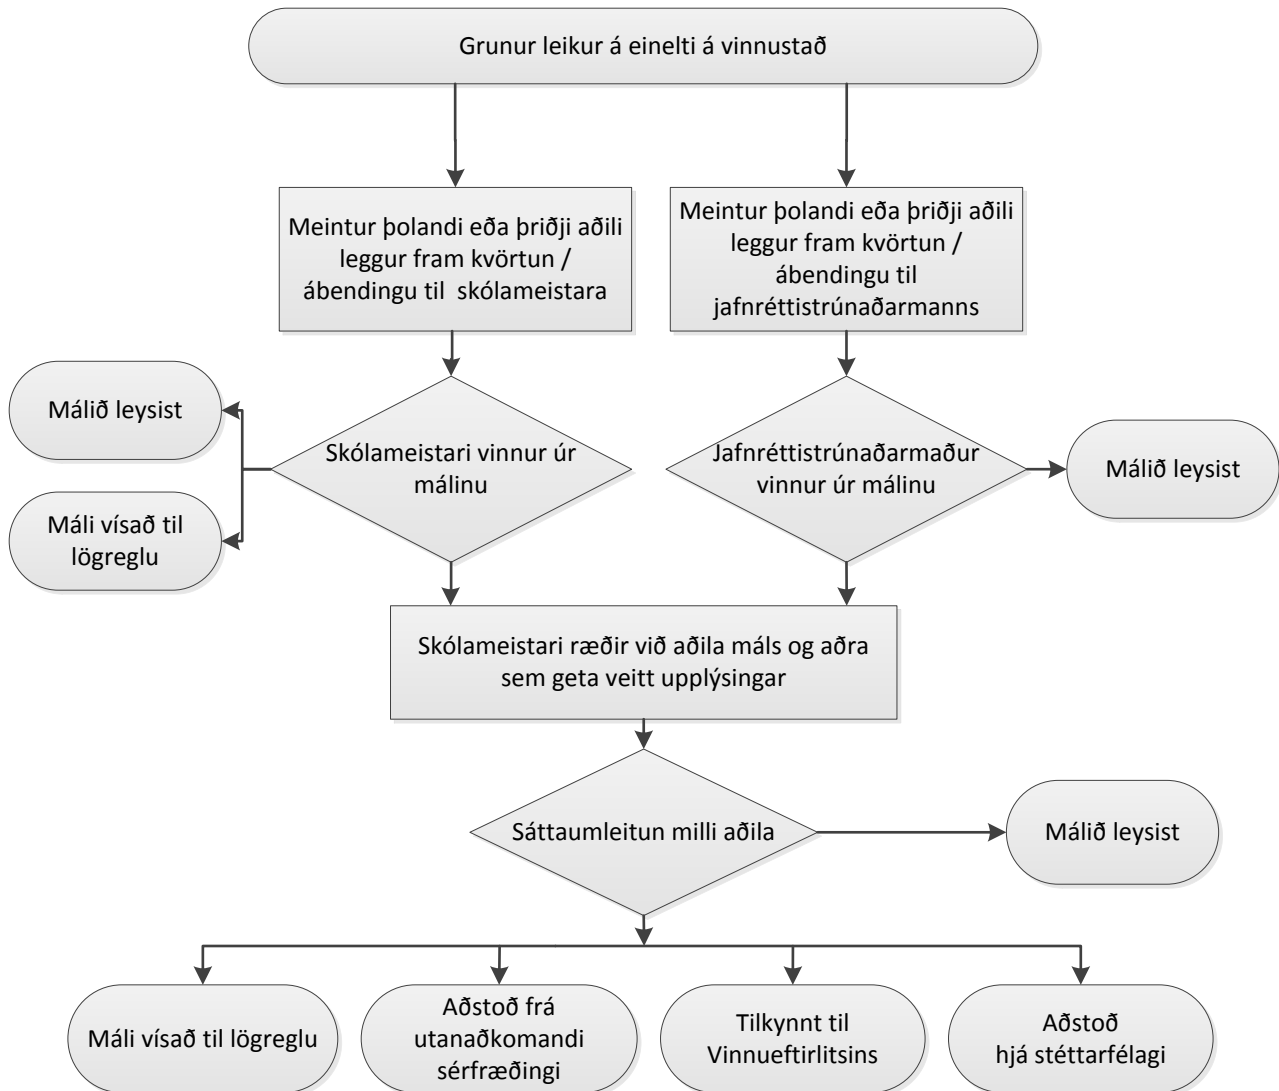 Grunur leikur á einelti á vinnustað
Meintur þolandi eða þriðji aðili
leggur fram kvörtun /
ábendingu til  skólameistara
Meintur þolandi eða þriðji aðili
leggur fram kvörtun /
ábendingu til
jafnréttistrúnaðarmanns
Málið leysist
Máli vísað til
lögreglu
Skólameistari vinnur úr
málinu
Jafnréttistrúnaðarmaður
vinnur úr málinu
Málið leysist
Skólameistari ræðir við aðila máls og aðra
sem geta veitt upplýsingar
Sáttaumleitun milli aðila
Málið leysist
Máli vísað til lögreglu
Aðstoð frá
utanaðkomandi
sérfræðingi
Tilkynnt til
Vinnueftirlitsins
Aðstoð
hjá stéttarfélagi